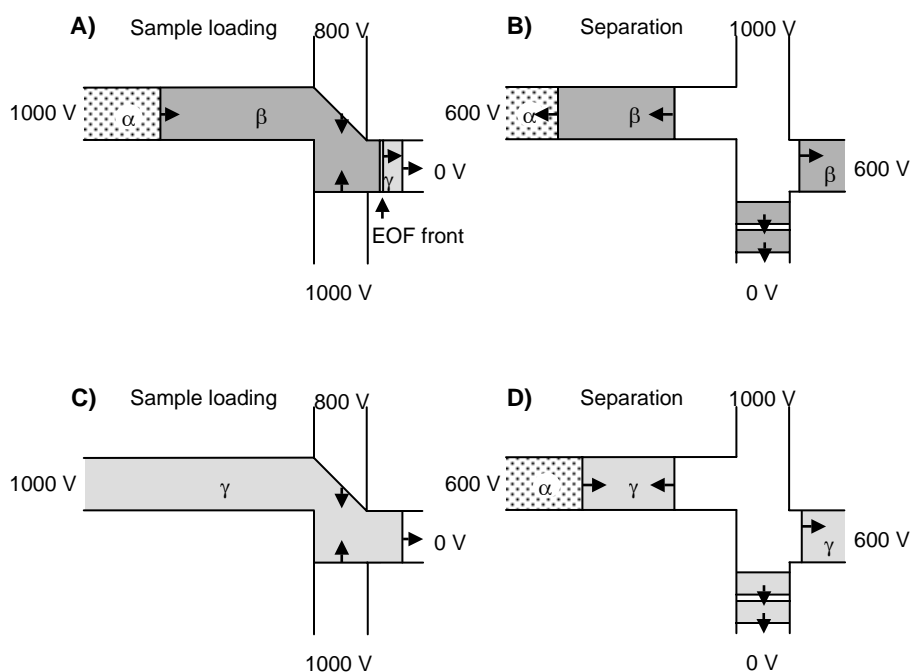 A) Sample loading 800 V
1000 V α β γ 0 V
EOF front
1000 V
B) Separation 1000 V
600 V α β β 600 V
0 V
C) Sample loading 800 V
1000 V γ 0 V
1000 V
D) Separation 1000 V
600 V α γ γ 600 V
0 V